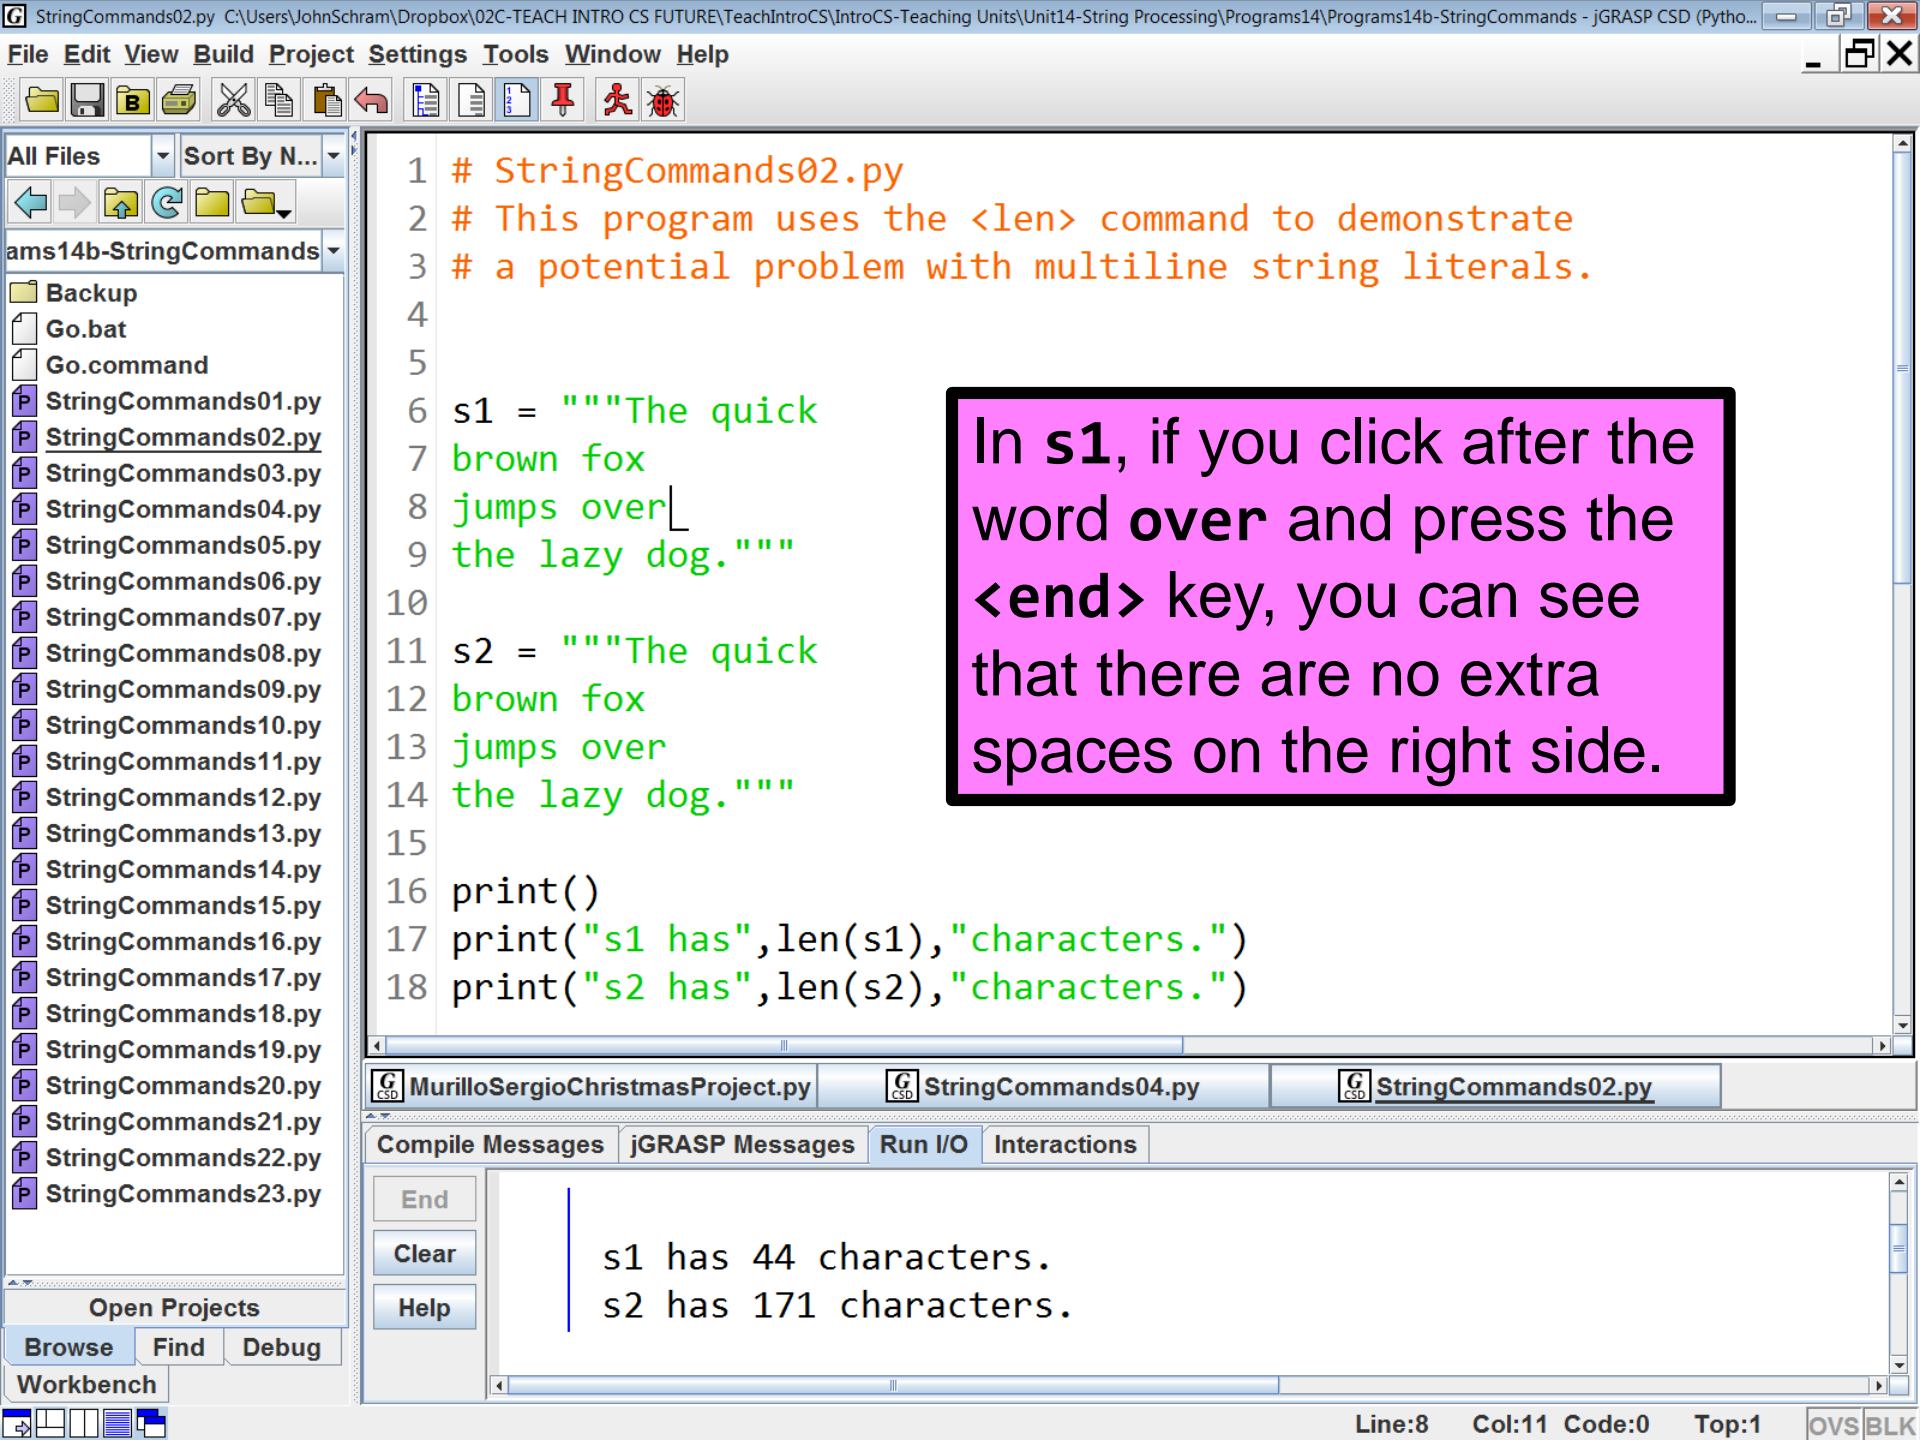 StringCommands02.py C:\Users\JohnSchram\Dropbox\02C-TEACH INTRO CS FUTURE\TeachIntroCS\IntroCS-Teaching Units\Unit14-String Processing\Programs14\Programs14b-StringCommands - jGRASP CSD (Pytho...
File Edit View Build Project Settings Tools Window Help
All Files Sort By N...
ams14b-StringCommands
Backup
Go.bat
Go.command
StringCommands01.py
StringCommands02.py
StringCommands03.py
StringCommands04.py
StringCommands05.py
StringCommands06.py
StringCommands07.py
StringCommands08.py
StringCommands09.py
StringCommands10.py
StringCommands11.py
StringCommands12.py
StringCommands13.py
StringCommands14.py
StringCommands15.py
StringCommands16.py
StringCommands17.py
StringCommands18.py
StringCommands19.py
StringCommands20.py
StringCommands21.py
StringCommands22.py
StringCommands23.py
Open Projects
Browse Find Debug
Workbench
1 # StringCommands02.py
2 # This program uses the <len> command to demonstrate
3 # a potential problem with multiline string literals.
4
5
6 s1 = """The quick
7 brown fox
8 jumps over
9 the lazy dog."""
10
11 s2 = """The quick
12 brown fox
13 jumps over
14 the lazy dog."""
15
16 print()
17 print("s1 has",len(s1),"characters.")
18 print("s2 has",len(s2),"characters.")
In s1, if you click after the
word over and press the
<end> key, you can see
that there are no extra
spaces on the right side.
MurilloSergioChristmasProject.py StringCommands04.py StringCommands02.py
Compile Messages jGRASP Messages Run I/O Interactions
End
Clear
Help
s1 has 44 characters.
s2 has 171 characters.
Line:8 Col:11 Code:0 Top:1 OVS BLK